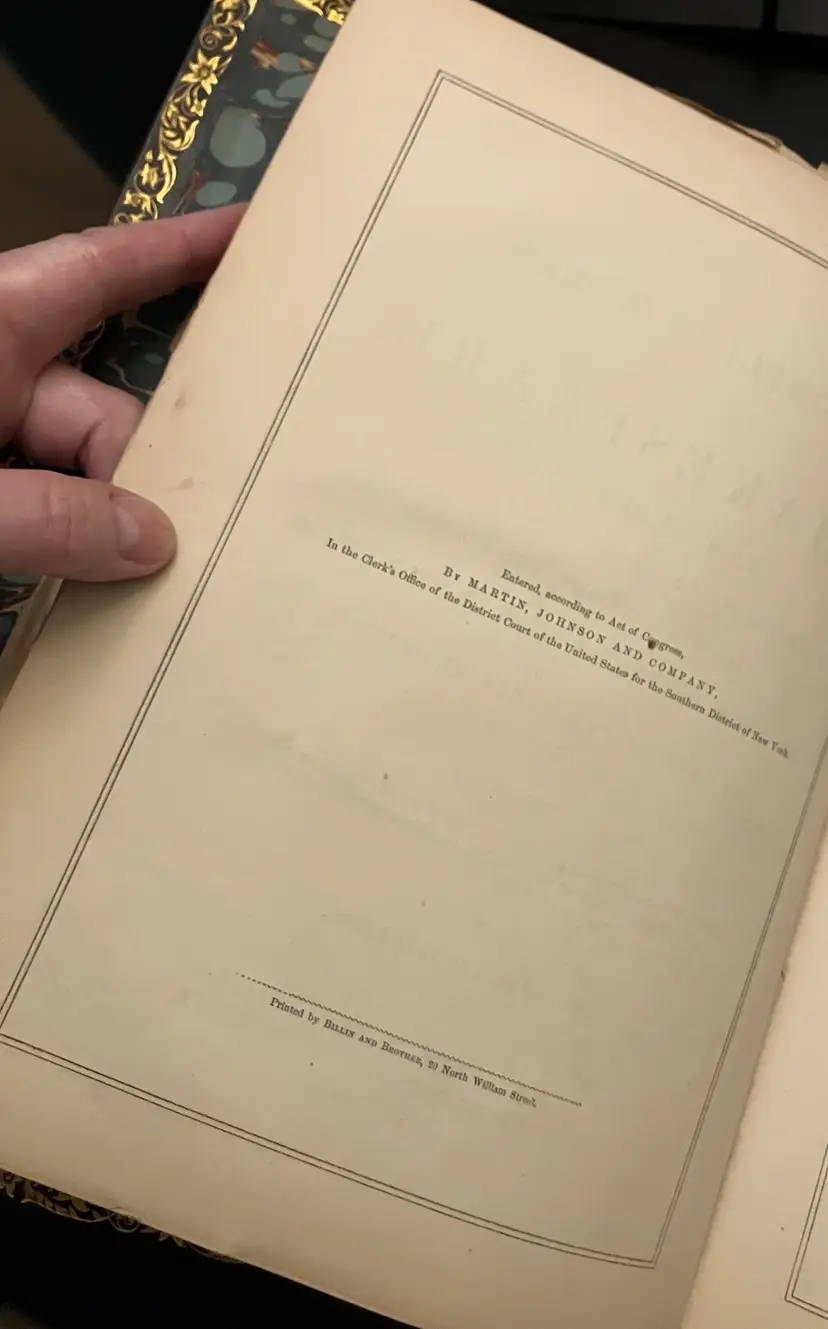 Entered, according to Act of Congress,
By MARTIN, JOHNSON AND COMPANY,
In the Clerk's Office of the District Court of the United States for the Southern District of New York.
Printed by Billin and Brother, 20 North William Street.